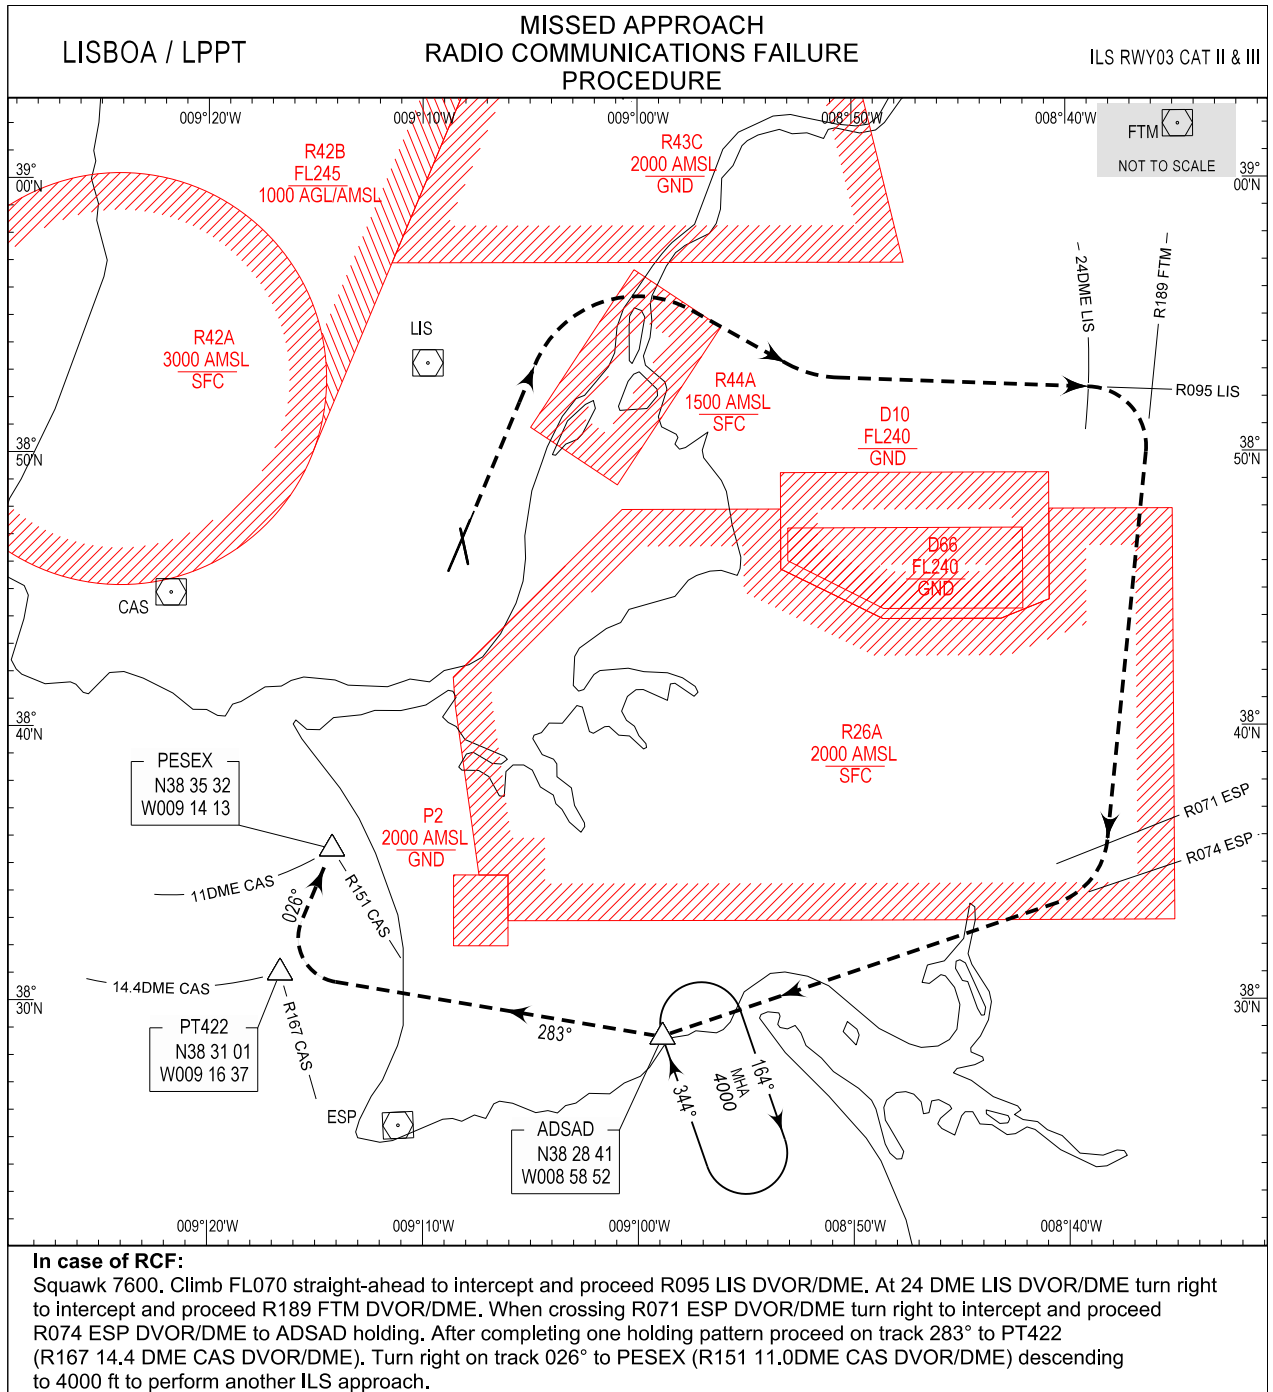 LISBOA / LPPT
MISSED APPROACH
RADIO COMMUNICATIONS FAILURE
PROCEDURE
ILS RWY03 CAT II & III
009°20'W
009°10'W
009°00'W
008°50'W
008°40'W
FTM
NOT TO SCALE
39°
00'N
39°
00'N
R42B
FL245
1000 AGL/AMSL
R43C
2000 AMSL
GND
24DME LIS
R189 FTM
R42A
3000 AMSL
SFC
LIS
R44A
1500 AMSL
SFC
R095 LIS
D10
FL240
GND
38°
50'N
38°
50'N
D66
FL240
GND
CAS
38°
40'N
38°
40'N
R26A
2000 AMSL
SFC
PESEX
N38 35 32
W009 14 13
P2
2000 AMSL
GND
R071 ESP
R074 ESP
11DME CAS
026°
R151 CAS
14.4DME CAS
R167 CAS
38°
30'N
38°
30'N
PT422
N38 31 01
W009 16 37
283°
164°
MHA
4000
344°
ESP
ADSAD
N38 28 41
W008 58 52
009°20'W
009°10'W
009°00'W
008°50'W
008°40'W
In case of RCF:
Squawk 7600. Climb FL070 straight-ahead to intercept and proceed R095 LIS DVOR/DME. At 24 DME LIS DVOR/DME turn right
to intercept and proceed R189 FTM DVOR/DME. When crossing R071 ESP DVOR/DME turn right to intercept and proceed
R074 ESP DVOR/DME to ADSAD holding. After completing one holding pattern proceed on track 283° to PT422
(R167 14.4 DME CAS DVOR/DME). Turn right on track 026° to PESEX (R151 11.0DME CAS DVOR/DME) descending
to 4000 ft to perform another ILS approach.